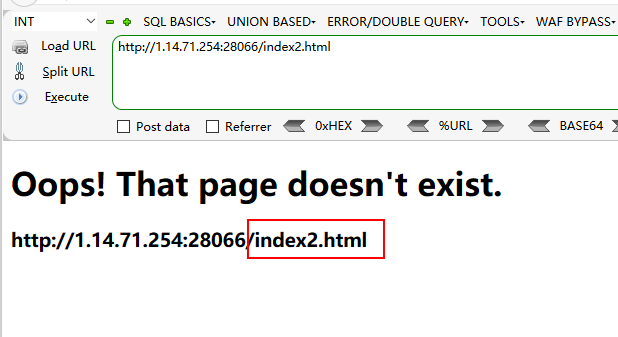 INT SQL BASICS UNION BASED ERROR/DOUBLE QUERY TOOLS WAF BYPASS
Load URL http://1.14.71.254:28066/index2.html
Split URL
Execute
Post data Referrer 0xHEX %URL BASE64
Oops! That page doesn't exist.
http://1.14.71.254:28066/index2.html